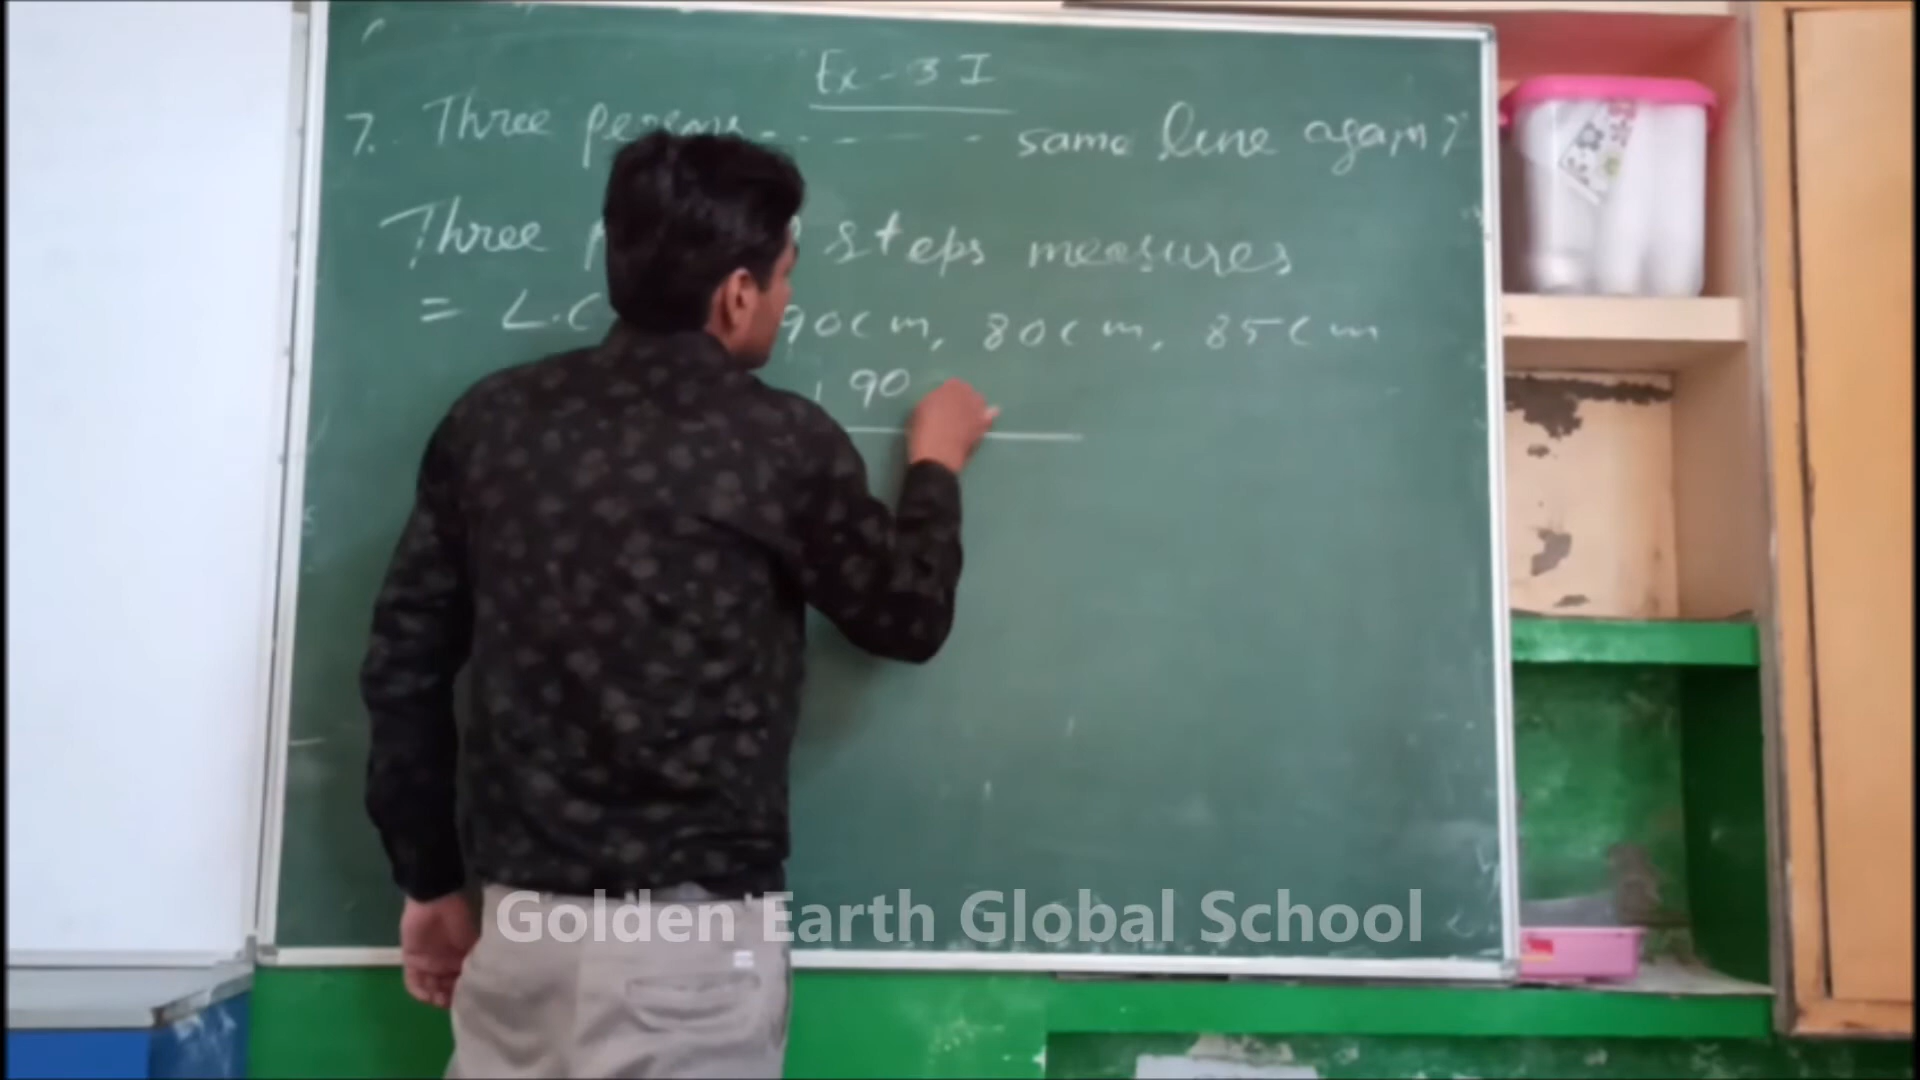 Ex - 3 I
7. Three persons - - - - - - same line again?
Three steps measures
= L.C 90cm, 80cm, 85cm
90
Golden Earth Global School